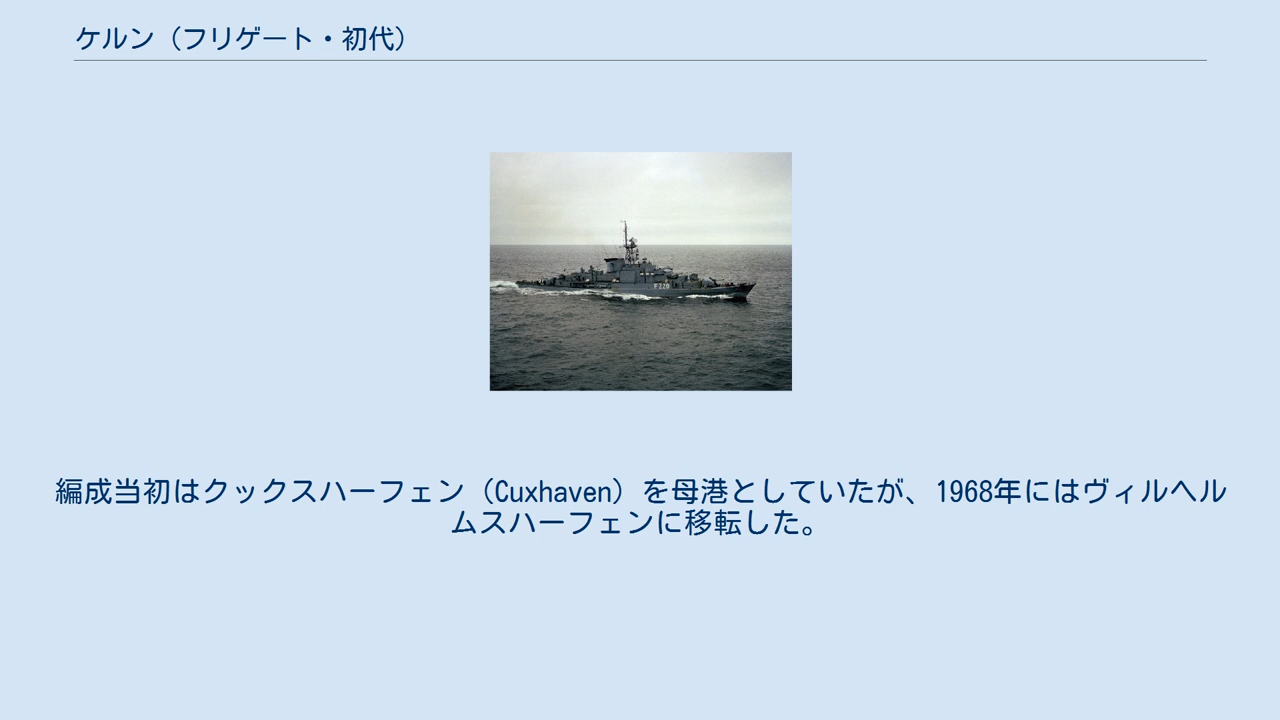 ケルン（フリゲート・初代）
F220
編成当初はクックスハーフェン（Cuxhaven）を母港としていたが、1968年にはヴィルヘル
ムスハーフェンに移転した。